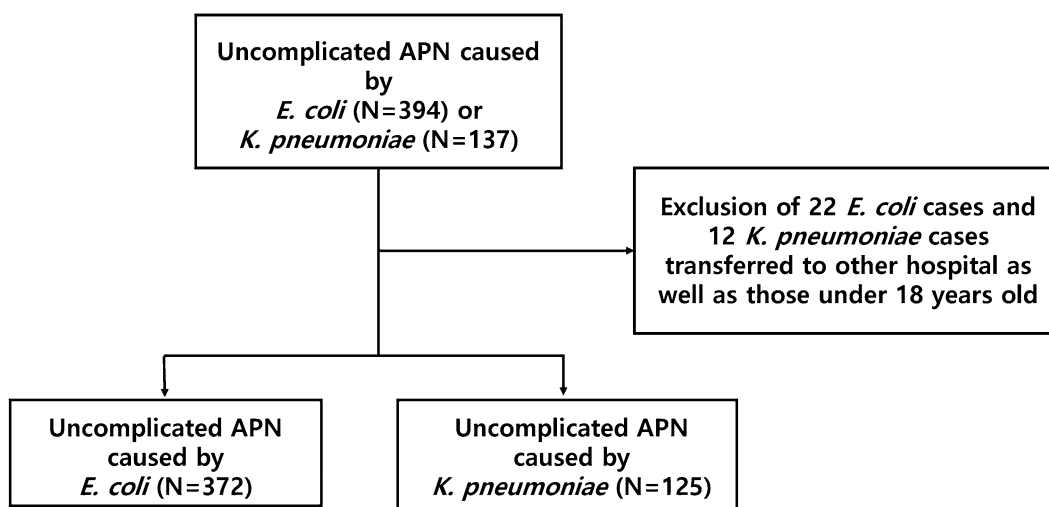 Uncomplicated APN caused
by
E. coli (N=394) or
K. pneumoniae (N=137)
Exclusion of 22 E. coli cases and
12 K. pneumoniae cases
transferred to other hospital as
well as those under 18 years old
Uncomplicated APN
caused by
E. coli (N=372)
Uncomplicated APN
caused by
K. pneumoniae (N=125)